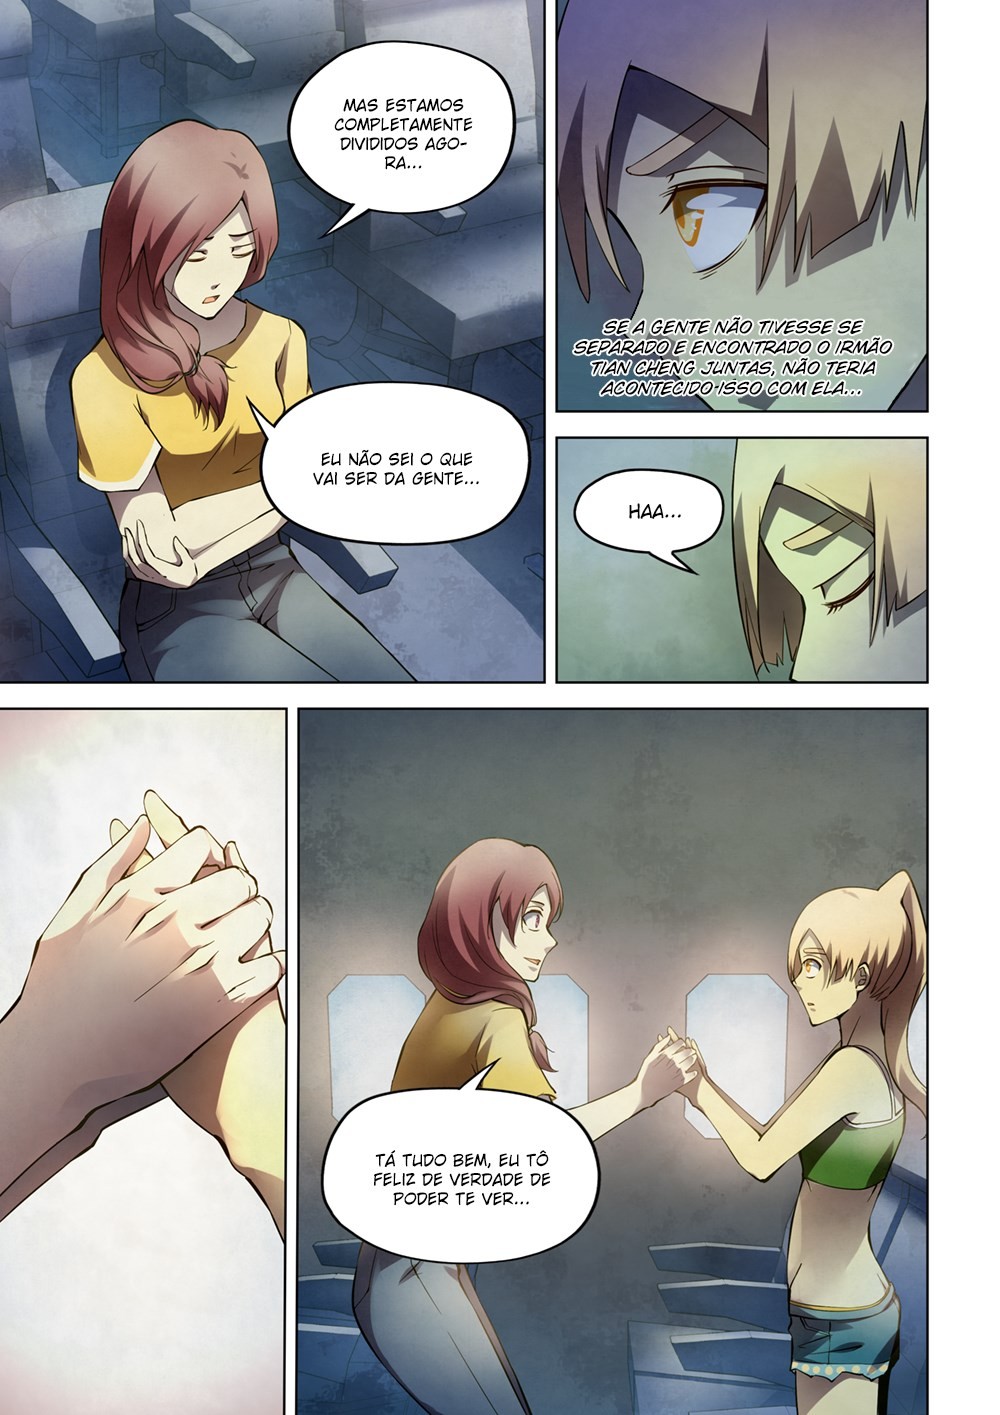 MAS ESTAMOS
COMPLETAMENTE
DIVIDIDOS AGO-
RA...
SE A GENTE NÃO TIVESSE SE
SEPARADO E ENCONTRADO O IRMÃO
TIAN CHENG JUNTAS, NÃO TERIA
ACONTECIDO ISSO COM ELA...
EU NÃO SEI O QUE
VAI SER DA GENTE...
HAA...
TÁ TUDO BEM, EU TÔ
FELIZ DE VERDADE DE
PODER TE VER...